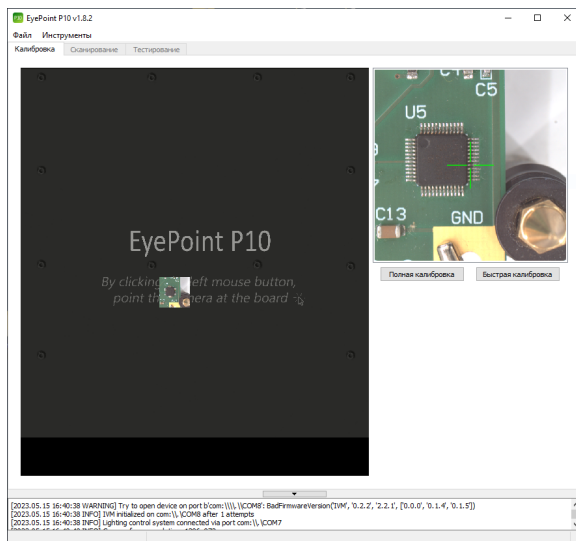 EyePoint P10 v1.8.2
Файл Инструменты
Калибровка Сканирование Тестирование
C5
U5
C13
GND
EyePoint P10
By clicking left mouse button,
point the camera at the board :-)
Полная калибровка Быстрая калибровка
[2023.05.15 16:40:38 WARNING] Try to open device on port b'com:\\\\.\\COM8': BadFirmwareVersion('IVM', '0.2.2', '2.2.1', ['0.0.0', '0.1.4', '0.1.5'])
[2023.05.15 16:40:38 INFO] IVM initialized on com:\\.\COM8 after 1 attempts
[2023.05.15 16:40:38 INFO] Lighting control system connected via port com:\\.\COM7